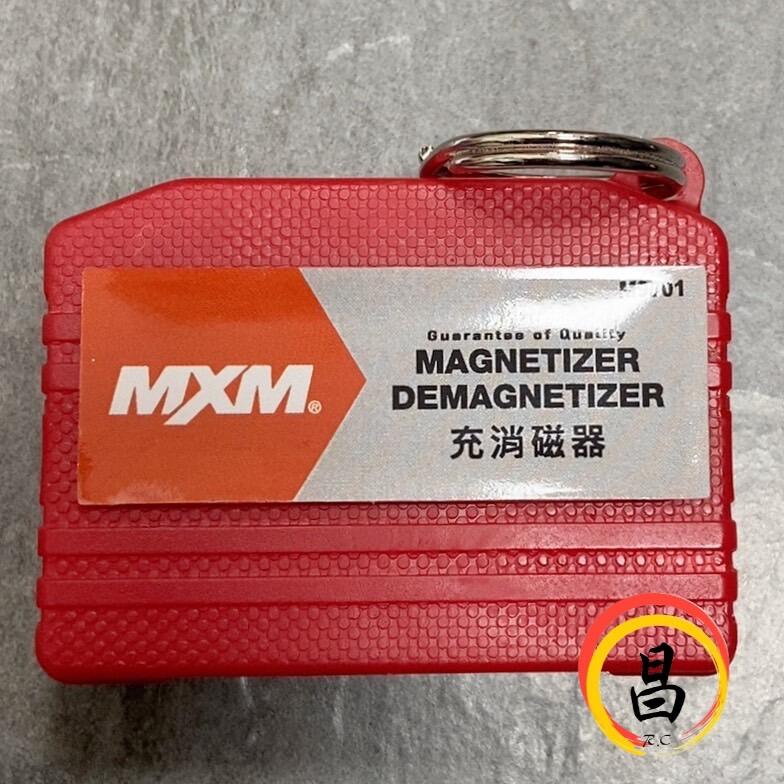 MXM®
Guarantee of Quality
MAGNETIZER
DEMAGNETIZER
充消磁器
昌
R.C